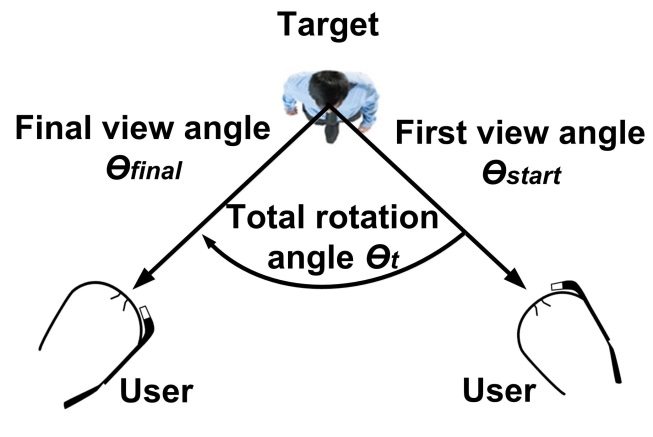 Target
Final view angle
ϴfinal
First view angle
ϴstart
Total rotation
angle ϴt
User
User